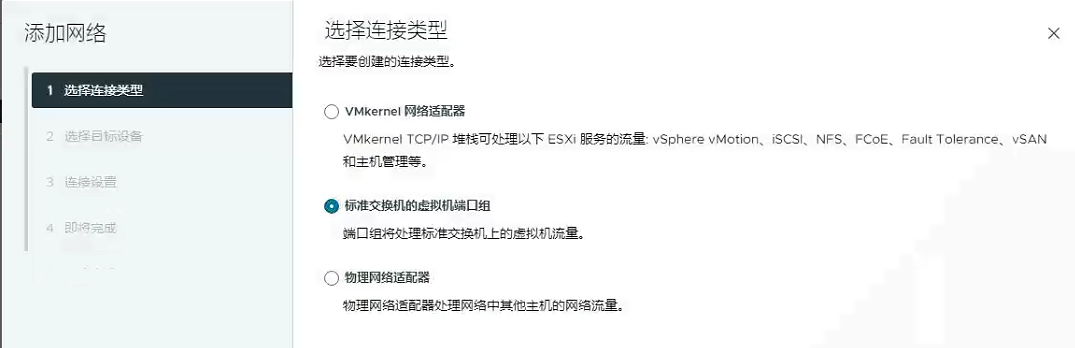 添加网络
1 选择连接类型
2 选择目标设备
3 连接设置
4 即将完成
选择连接类型
选择要创建的连接类型。
VMkernel 网络适配器
VMkernel TCP/IP 堆栈可处理以下 ESXi 服务的流量: vSphere vMotion、iSCSI、NFS、FCoE、Fault Tolerance、vSAN
和主机管理等。
标准交换机的虚拟机端口组
端口组将处理标准交换机上的虚拟机流量。
物理网络适配器
物理网络适配器处理网络中其他主机的网络流量。